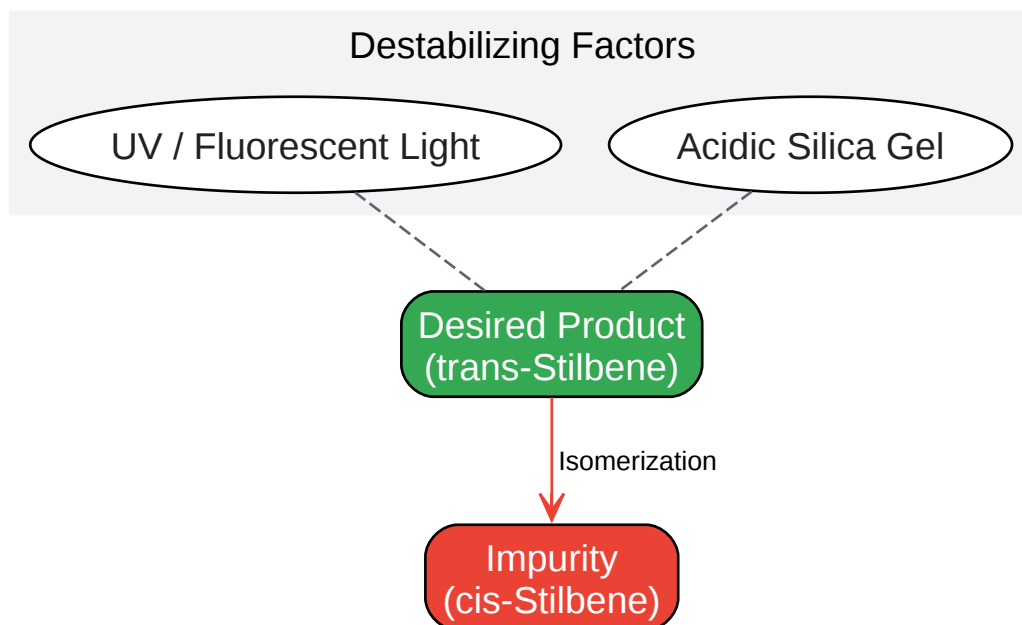 Destabilizing Factors
UV / Fluorescent Light
Acidic Silica Gel
Desired Product
(trans-Stilbene)
Isomerization
Impurity
(cis-Stilbene)